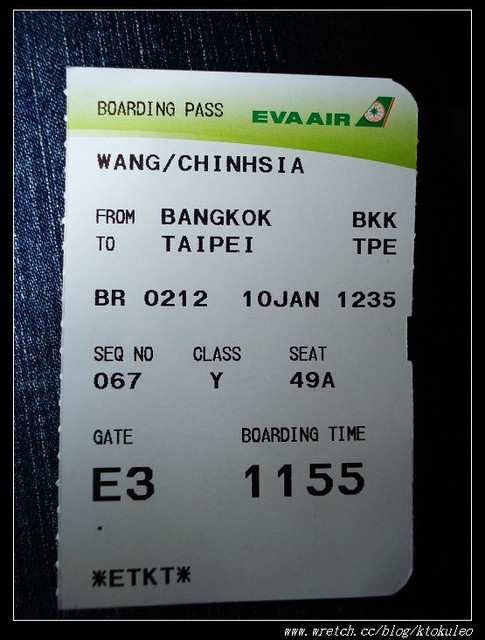 BOARDING PASS EVA AIR
WANG/CHINHSIA
FROM BANGKOK BKK
TO TAIPEI TPE
BR 0212 10JAN 1235
SEQ NO CLASS SEAT
067 Y 49A
GATE BOARDING TIME
E3 1155
.
*ETKT*
www.wretch.cc/blog/ktokuleo